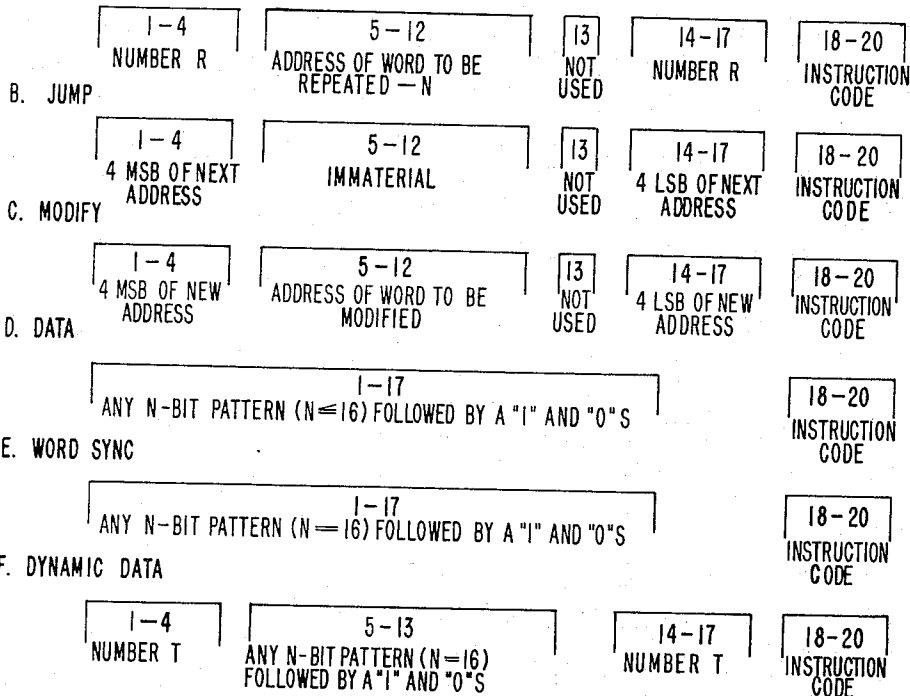 1-4 5-12 13 14-17 18-20
NUMBER R ADDRESS OF WORD TO BE REPEATED — N NOT USED NUMBER R INSTRUCTION CODE
B. JUMP
1-4 5-12 13 14-17 18-20
4 MSB OF NEXT ADDRESS IMMATERIAL NOT USED 4 LSB OF NEXT ADDRESS INSTRUCTION CODE
C. MODIFY
1-4 5-12 13 14-17 18-20
4 MSB OF NEW ADDRESS ADDRESS OF WORD TO BE MODIFIED NOT USED 4 LSB OF NEW ADDRESS INSTRUCTION CODE
D. DATA
1-17 18-20
ANY N-BIT PATTERN (N≤16) FOLLOWED BY A "1" AND "0"S INSTRUCTION CODE
E. WORD SYNC
1-17 18-20
ANY N-BIT PATTERN (N=16) FOLLOWED BY A "1" AND "0"S INSTRUCTION CODE
F. DYNAMIC DATA
1-4 5-13 14-17 18-20
NUMBER T ANY N-BIT PATTERN (N=16) FOLLOWED BY A "1" AND "0"S NUMBER T INSTRUCTION CODE